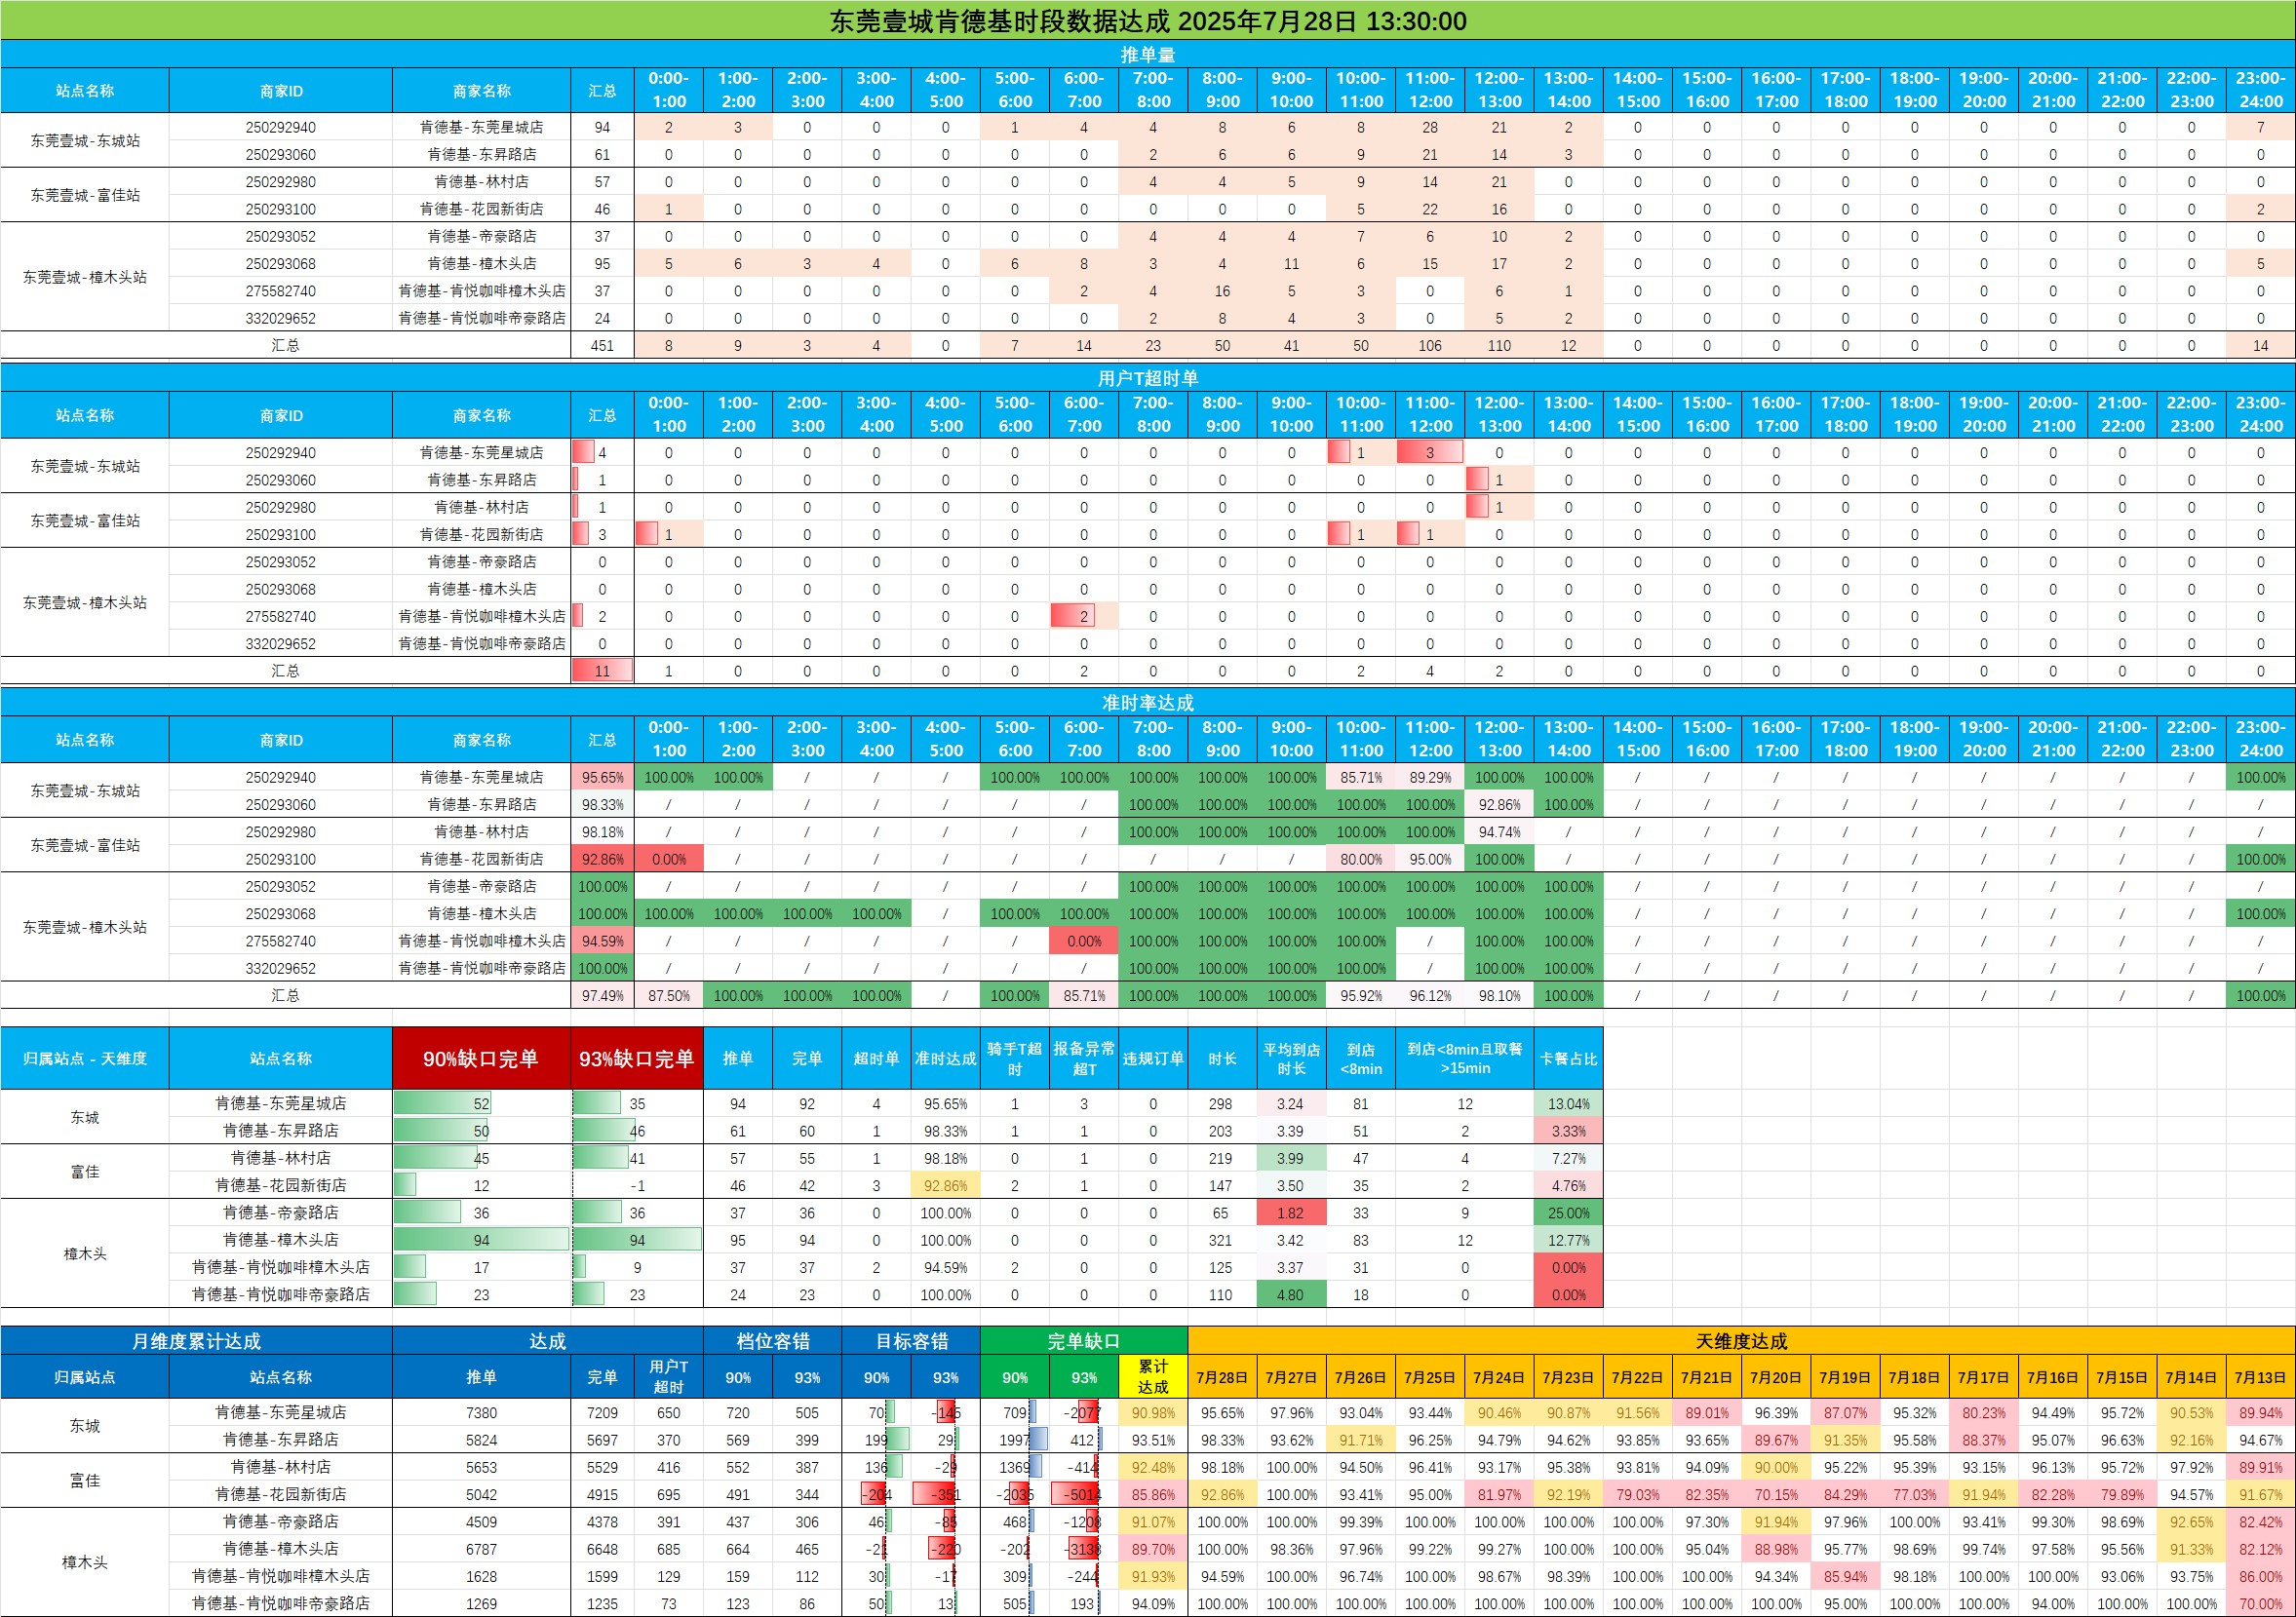 东莞壹城肯德基时段数据达成 2025年7月28日 13:30:00
推单量
站点名称 商家ID 商家名称 汇总 0:00-1:00 1:00-2:00 2:00-3:00 3:00-4:00 4:00-5:00 5:00-6:00 6:00-7:00 7:00-8:00 8:00-9:00 9:00-10:00 10:00-11:00 11:00-12:00 12:00-13:00 13:00-14:00 14:00-15:00 15:00-16:00 16:00-17:00 17:00-18:00 18:00-19:00 19:00-20:00 20:00-21:00 21:00-22:00 22:00-23:00 23:00-24:00
东莞壹城-东城站 250292940 肯德基-东莞星城店 94 2 3 0 0 0 1 4 4 8 6 8 28 21 2 0 0 0 0 0 0 0 0 0 7
250293060 肯德基-东昇路店 61 0 0 0 0 0 0 0 2 6 6 9 21 14 3 0 0 0 0 0 0 0 0 0 0
东莞壹城-富佳站 250292980 肯德基-林村店 57 0 0 0 0 0 0 0 4 4 5 9 14 21 0 0 0 0 0 0 0 0 0 0 0
250293100 肯德基-花园新街店 46 1 0 0 0 0 0 0 0 0 0 5 22 16 0 0 0 0 0 0 0 0 0 0 2
东莞壹城-樟木头站 250293052 肯德基-帝豪路店 37 0 0 0 0 0 0 0 4 4 4 7 6 10 2 0 0 0 0 0 0 0 0 0 0
250293068 肯德基-樟木头店 95 5 6 3 4 0 6 8 3 4 11 6 15 17 2 0 0 0 0 0 0 0 0 0 5
275582740 肯德基-肯悦咖啡樟木头店 37 0 0 0 0 0 0 2 4 16 5 3 0 6 1 0 0 0 0 0 0 0 0 0 0
332029652 肯德基-肯悦咖啡帝豪路店 24 0 0 0 0 0 0 0 2 8 4 3 0 5 2 0 0 0 0 0 0 0 0 0 0
汇总 451 8 9 3 4 0 7 14 23 50 41 50 106 110 12 0 0 0 0 0 0 0 0 0 14
用户T超时单
站点名称 商家ID 商家名称 汇总 0:00-1:00 1:00-2:00 2:00-3:00 3:00-4:00 4:00-5:00 5:00-6:00 6:00-7:00 7:00-8:00 8:00-9:00 9:00-10:00 10:00-11:00 11:00-12:00 12:00-13:00 13:00-14:00 14:00-15:00 15:00-16:00 16:00-17:00 17:00-18:00 18:00-19:00 19:00-20:00 20:00-21:00 21:00-22:00 22:00-23:00 23:00-24:00
东莞壹城-东城站 250292940 肯德基-东莞星城店 4 0 0 0 0 0 0 0 0 0 0 1 3 0 0 0 0 0 0 0 0 0 0 0 0
250293060 肯德基-东昇路店 1 0 0 0 0 0 0 0 0 0 0 0 0 1 0 0 0 0 0 0 0 0 0 0 0
东莞壹城-富佳站 250292980 肯德基-林村店 1 0 0 0 0 0 0 0 0 0 0 0 0 1 0 0 0 0 0 0 0 0 0 0 0
250293100 肯德基-花园新街店 3 1 0 0 0 0 0 0 0 0 0 1 1 0 0 0 0 0 0 0 0 0 0 0 0
东莞壹城-樟木头站 250293052 肯德基-帝豪路店 0 0 0 0 0 0 0 0 0 0 0 0 0 0 0 0 0 0 0 0 0 0 0 0 0
250293068 肯德基-樟木头店 0 0 0 0 0 0 0 0 0 0 0 0 0 0 0 0 0 0 0 0 0 0 0 0 0
275582740 肯德基-肯悦咖啡樟木头店 2 0 0 0 0 0 0 2 0 0 0 0 0 0 0 0 0 0 0 0 0 0 0 0 0
332029652 肯德基-肯悦咖啡帝豪路店 0 0 0 0 0 0 0 0 0 0 0 0 0 0 0 0 0 0 0 0 0 0 0 0 0
汇总 11 1 0 0 0 0 0 2 0 0 0 2 4 2 0 0 0 0 0 0 0 0 0 0 0
准时率达成
站点名称 商家ID 商家名称 汇总 0:00-1:00 1:00-2:00 2:00-3:00 3:00-4:00 4:00-5:00 5:00-6:00 6:00-7:00 7:00-8:00 8:00-9:00 9:00-10:00 10:00-11:00 11:00-12:00 12:00-13:00 13:00-14:00 14:00-15:00 15:00-16:00 16:00-17:00 17:00-18:00 18:00-19:00 19:00-20:00 20:00-21:00 21:00-22:00 22:00-23:00 23:00-24:00
东莞壹城-东城站 250292940 肯德基-东莞星城店 95.65% 100.00% 100.00% / / / 100.00% 100.00% 100.00% 100.00% 100.00% 85.71% 89.29% 100.00% 100.00% / / / / / / / / / 100.00%
250293060 肯德基-东昇路店 98.33% / / / / / / / 100.00% 100.00% 100.00% 100.00% 100.00% 92.86% 100.00% / / / / / / / / / /
东莞壹城-富佳站 250292980 肯德基-林村店 98.18% / / / / / / / 100.00% 100.00% 100.00% 100.00% 100.00% 94.74% / / / / / / / / / / /
250293100 肯德基-花园新街店 92.86% 0.00% / / / / / / / / / 80.00% 95.00% 100.00% / / / / / / / / / / 100.00%
东莞壹城-樟木头站 250293052 肯德基-帝豪路店 100.00% / / / / / / / 100.00% 100.00% 100.00% 100.00% 100.00% 100.00% 100.00% / / / / / / / / / /
250293068 肯德基-樟木头店 100.00% 100.00% 100.00% 100.00% 100.00% / 100.00% 100.00% 100.00% 100.00% 100.00% 100.00% 100.00% 100.00% 100.00% / / / / / / / / / 100.00%
275582740 肯德基-肯悦咖啡樟木头店 94.59% / / / / / / 0.00% 100.00% 100.00% 100.00% 100.00% / 100.00% 100.00% / / / / / / / / / /
332029652 肯德基-肯悦咖啡帝豪路店 100.00% / / / / / / / 100.00% 100.00% 100.00% 100.00% / 100.00% 100.00% / / / / / / / / / /
汇总 97.49% 87.50% 100.00% 100.00% 100.00% / 100.00% 85.71% 100.00% 100.00% 100.00% 95.92% 96.12% 98.10% 100.00% / / / / / / / / / 100.00%
归属站点 - 天维度 站点名称 90%缺口完单 93%缺口完单 推单 完单 超时单 准时达成 骑手T超时 报备异常超T 违规订单 时长 平均到店时长 到店<8min 到店<8min且取餐>15min 卡餐占比
东城 肯德基-东莞星城店 52 35 94 92 4 95.65% 1 3 0 298 3.24 81 12 13.04%
肯德基-东昇路店 50 46 61 60 1 98.33% 1 1 0 203 3.39 51 2 3.33%
富佳 肯德基-林村店 45 41 57 55 1 98.18% 0 1 0 219 3.99 47 4 7.27%
肯德基-花园新街店 12 -1 46 42 3 92.86% 2 1 0 147 3.50 35 2 4.76%
樟木头 肯德基-帝豪路店 36 36 37 36 0 100.00% 0 0 0 65 1.82 33 9 25.00%
肯德基-樟木头店 94 94 95 94 0 100.00% 0 0 0 321 3.42 83 12 12.77%
肯德基-肯悦咖啡樟木头店 17 9 37 37 2 94.59% 2 0 0 125 3.37 31 0 0.00%
肯德基-肯悦咖啡帝豪路店 23 23 24 23 0 100.00% 0 0 0 110 4.80 18 0 0.00%
月维度累计达成 达成 档位容错 目标容错 完单缺口 天维度达成
归属站点 站点名称 推单 完单 用户T超时 90% 93% 90% 93% 90% 93% 累计达成 7月28日 7月27日 7月26日 7月25日 7月24日 7月23日 7月22日 7月21日 7月20日 7月19日 7月18日 7月17日 7月16日 7月15日 7月14日 7月13日
东城 肯德基-东莞星城店 7380 7209 650 720 505 70 -145 709 -2077 90.98% 95.65% 97.96% 93.04% 93.44% 90.46% 90.87% 91.56% 89.01% 96.39% 87.07% 95.32% 80.23% 94.49% 95.72% 90.53% 89.94%
肯德基-东昇路店 5824 5697 370 569 399 199 29 1997 412 93.51% 98.33% 93.62% 91.71% 96.25% 94.79% 94.62% 93.85% 93.65% 89.67% 91.35% 95.58% 88.37% 95.07% 96.63% 92.16% 94.67%
富佳 肯德基-林村店 5653 5529 416 552 387 136 -29 1369 -414 92.48% 98.18% 100.00% 94.50% 96.41% 93.17% 95.38% 93.81% 94.09% 90.00% 95.22% 95.39% 93.15% 96.13% 95.72% 97.92% 89.91%
肯德基-花园新街店 5042 4915 695 491 344 -204 -351 -2035 -5014 85.86% 92.86% 100.00% 93.41% 95.00% 81.97% 92.19% 79.03% 82.35% 70.15% 84.29% 77.03% 91.94% 82.28% 79.89% 94.57% 91.67%
樟木头 肯德基-帝豪路店 4509 4378 391 437 306 46 -85 468 -1208 91.07% 100.00% 100.00% 99.39% 100.00% 100.00% 100.00% 100.00% 97.30% 91.94% 97.96% 100.00% 93.41% 99.30% 98.69% 92.65% 82.42%
肯德基-樟木头店 6787 6648 685 664 465 -21 -220 -202 -3138 89.70% 100.00% 98.36% 97.96% 99.22% 99.27% 100.00% 100.00% 95.04% 88.98% 95.77% 98.69% 99.74% 97.58% 95.56% 91.33% 82.12%
肯德基-肯悦咖啡樟木头店 1628 1599 129 159 112 30 -17 309 -244 91.93% 94.59% 100.00% 96.74% 100.00% 98.67% 98.39% 100.00% 100.00% 94.34% 85.94% 98.18% 100.00% 100.00% 93.06% 93.75% 86.00%
肯德基-肯悦咖啡帝豪路店 1269 1235 73 123 86 50 13 505 193 94.09% 100.00% 100.00% 100.00% 100.00% 100.00% 100.00% 100.00% 100.00% 100.00% 95.00% 100.00% 100.00% 94.00% 100.00% 100.00% 70.00%